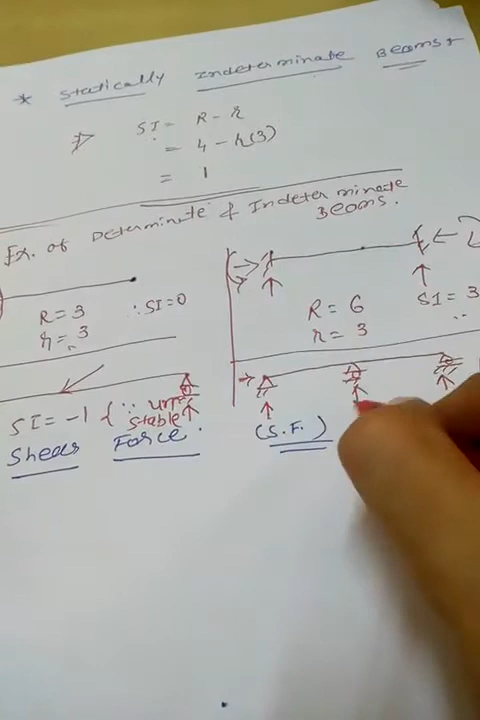 * Statically Indeterminate Beams:
⇒ SI = R - r
= 4 - r(3)
= 1
Ex. of Determinate & Indeterminate Beams.
R = 3
r = 3
∴ SI=0
R = 6
r = 3
SI = 3
SI = -1 {∵ unstable
Shear Force (S.F.)